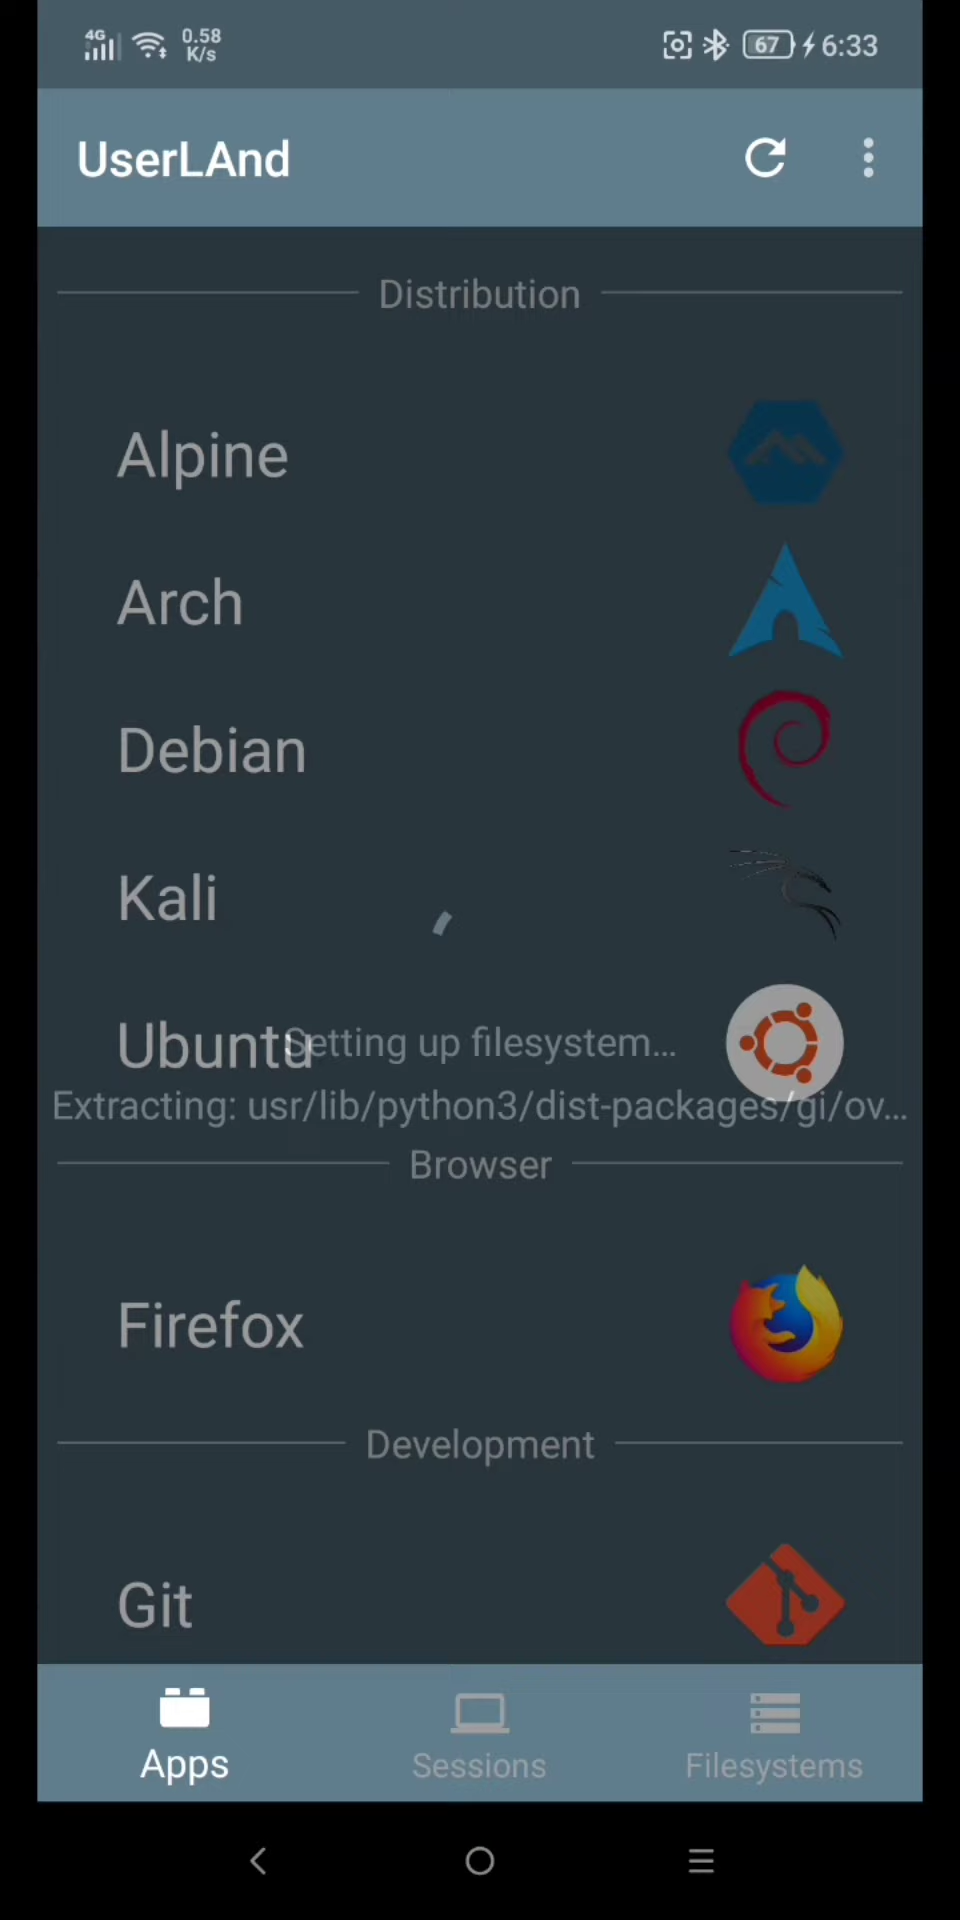 4G 0.58 K/s 67 6:33
UserLAnd
Distribution
Alpine
Arch
Debian
Kali
Ubuntu
Setting up filesystem...
Extracting: usr/lib/python3/dist-packages/gi/ov...
Browser
Firefox
Development
Git
Apps Sessions Filesystems